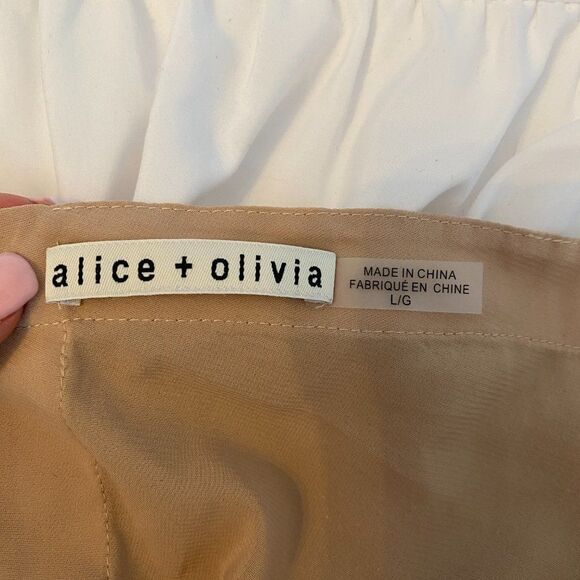 alice + olivia
MADE IN CHINA
FABRIQUÉ EN CHINE
L/G